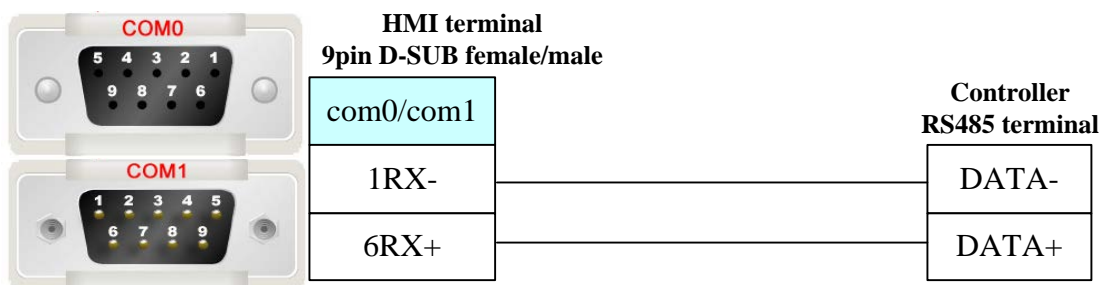 COM0
5 4 3 2 1
9 8 7 6
COM1
1 2 3 4 5
6 7 8 9
HMI terminal
9pin D-SUB female/male
com0/com1
1RX-
6RX+
Controller
RS485 terminal
DATA-
DATA+